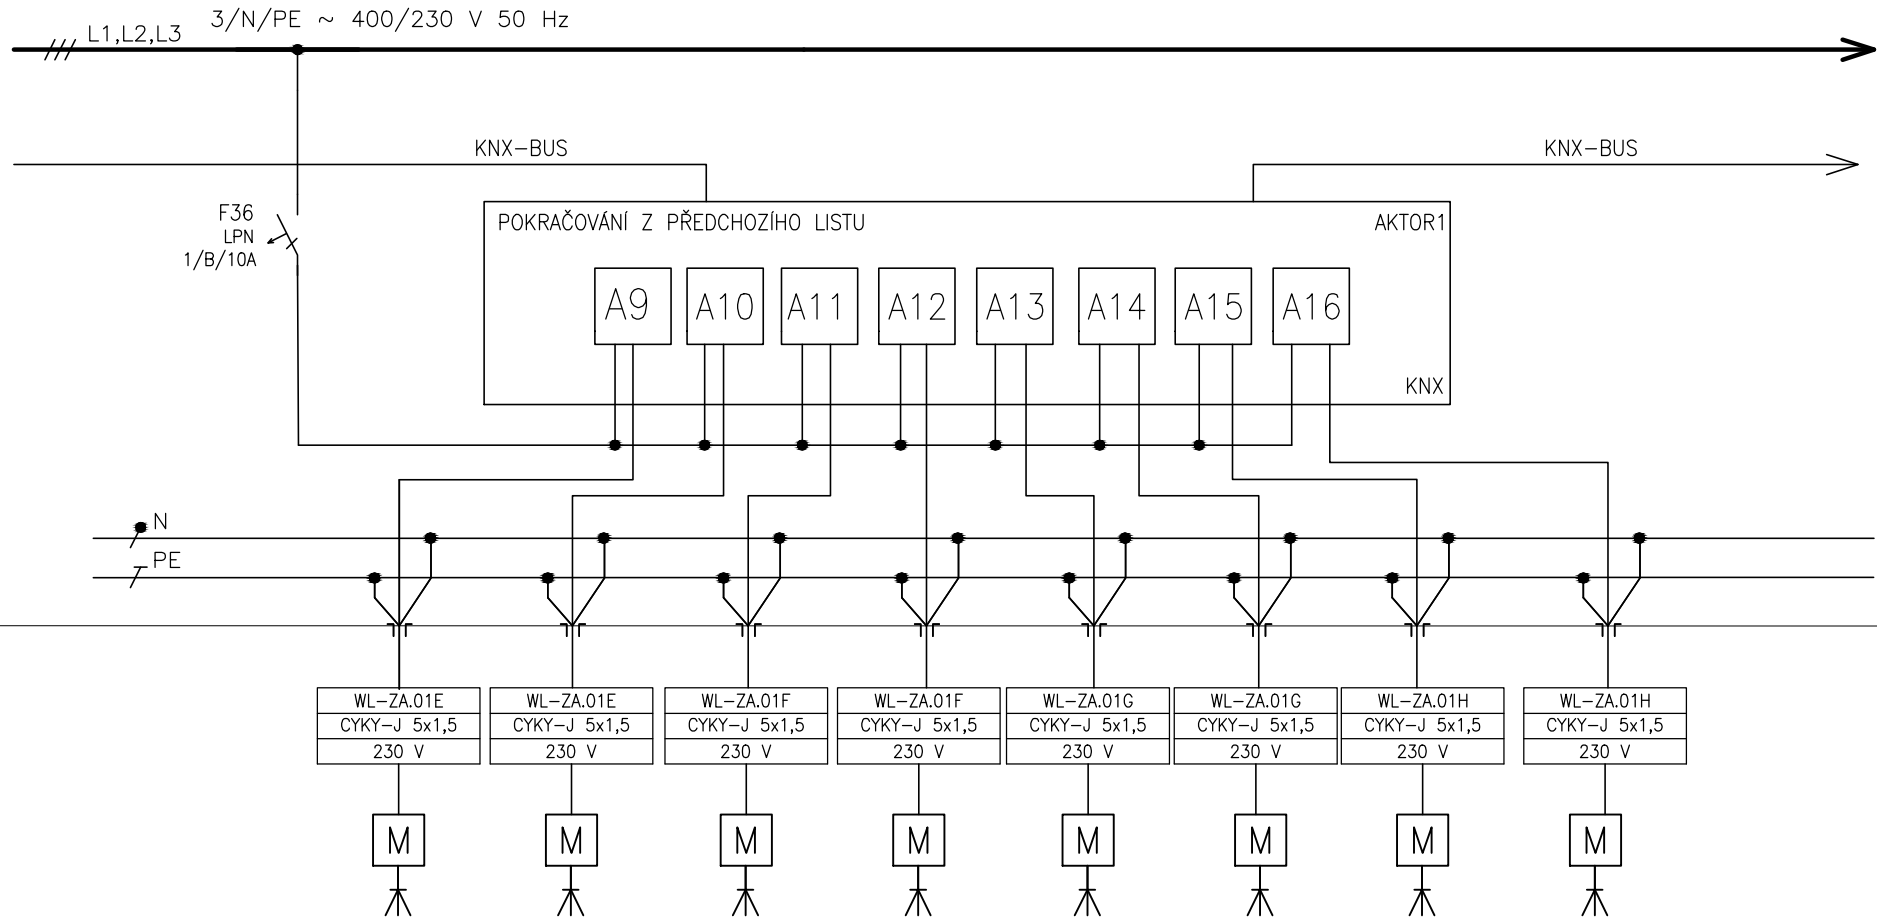 3/N/PE ~ 400/230 V 50 Hz
L1,L2,L3
KNX-BUS
KNX-BUS
F36
LPN
1/B/10A
POKRAČOVÁNÍ Z PŘEDCHOZÍHO LISTU
AKTOR1
A9 A10 A11 A12 A13 A14 A15 A16
KNX
N
PE
WL-ZA.01E WL-ZA.01E WL-ZA.01F WL-ZA.01F WL-ZA.01G WL-ZA.01G WL-ZA.01H WL-ZA.01H
CYKY-J 5x1,5 CYKY-J 5x1,5 CYKY-J 5x1,5 CYKY-J 5x1,5 CYKY-J 5x1,5 CYKY-J 5x1,5 CYKY-J 5x1,5 CYKY-J 5x1,5
230 V 230 V 230 V 230 V 230 V 230 V 230 V 230 V
M M M M M M M M